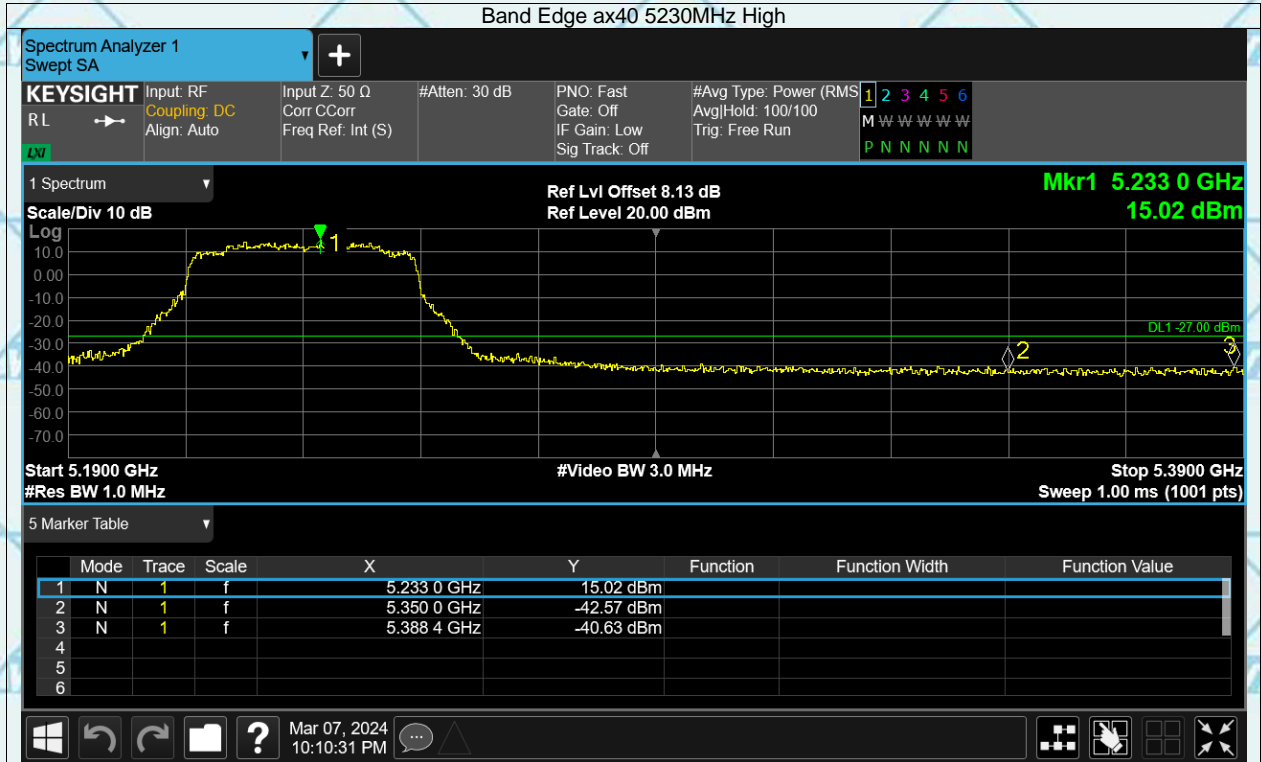 Band Edge ax40 5230MHz High
Spectrum Analyzer 1
Swept SA
+
KEYSIGHT
R L
LXI
Input: RF
Coupling: DC
Align: Auto
Input Z: 50 Ω
Corr CCorr
Freq Ref: Int (S)
#Atten: 30 dB
PNO: Fast
Gate: Off
IF Gain: Low
Sig Track: Off
#Avg Type: Power (RMS
Avg|Hold: 100/100
Trig: Free Run
1 2 3 4 5 6
M W W W W W
P N N N N N
1 Spectrum
Scale/Div 10 dB
Ref Lvl Offset 8.13 dB
Ref Level 20.00 dBm
Mkr1 5.233 0 GHz
15.02 dBm
Log
10.0
0.00
-10.0
-20.0
-30.0
-40.0
-50.0
-60.0
-70.0
1
DL1 -27.00 dBm
2
3
Start 5.1900 GHz
#Res BW 1.0 MHz
#Video BW 3.0 MHz
Stop 5.3900 GHz
Sweep 1.00 ms (1001 pts)
5 Marker Table
Mode Trace Scale X Y Function Function Width Function Value
1 N 1 f 5.233 0 GHz 15.02 dBm
2 N 1 f 5.350 0 GHz -42.57 dBm
3 N 1 f 5.388 4 GHz -40.63 dBm
4
5
6
?
Mar 07, 2024
10:10:31 PM